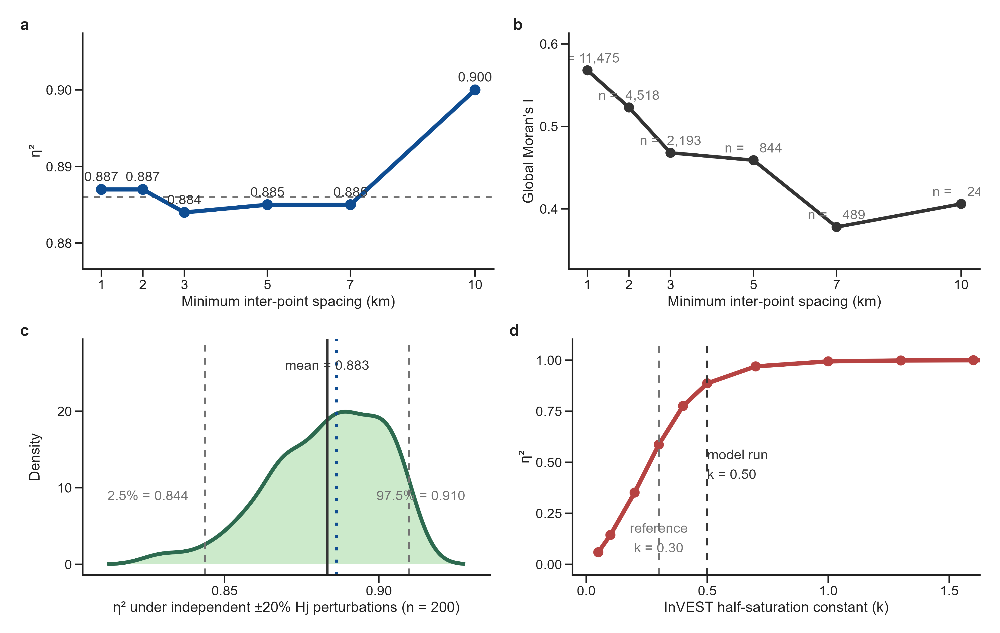 a
0.90
0.89
0.88
η²
0.887
0.887
0.884
0.885
0.885
0.900
1 2 3 5 7 10
Minimum inter-point spacing (km)
b
0.6
0.5
0.4
Global Moran's I
= 11,475
n = 4,518
n = 2,193
n = 844
n = 489
n = 24
1 2 3 5 7 10
Minimum inter-point spacing (km)
c
20
10
0
Density
mean = 0.883
2.5% = 0.844
97.5% = 0.910
0.85 0.90
η² under independent ±20% Hj perturbations (n = 200)
d
1.00
0.75
0.50
0.25
0.00
η²
model run
k = 0.50
reference
k = 0.30
0.0 0.5 1.0 1.5
InVEST half-saturation constant (k)